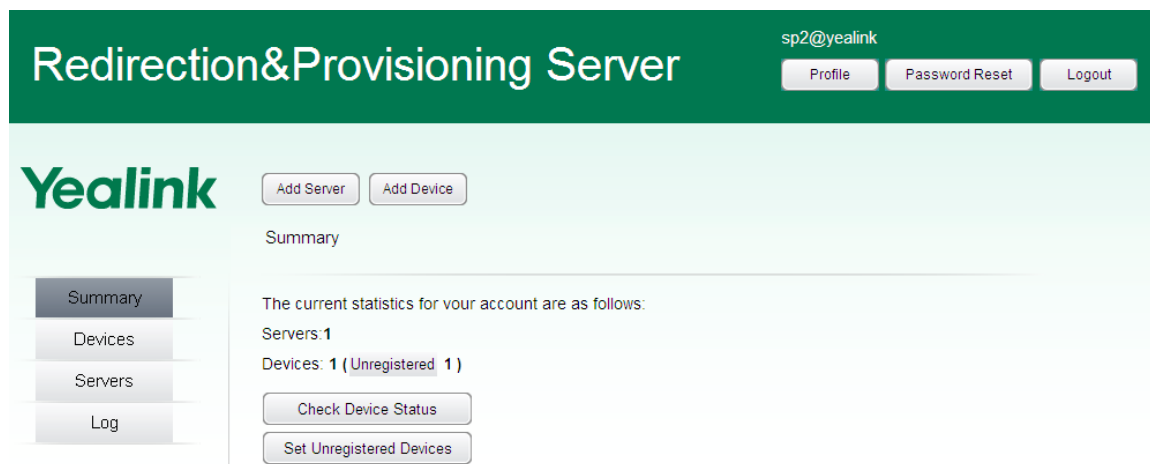 Redirection&Provisioning Server
sp2@yealink
Profile Password Reset Logout
Yealink
Add Server Add Device
Summary
Summary
Devices
Servers
Log
The current statistics for your account are as follows:
Servers:1
Devices: 1 ( Unregistered 1 )
Check Device Status
Set Unregistered Devices